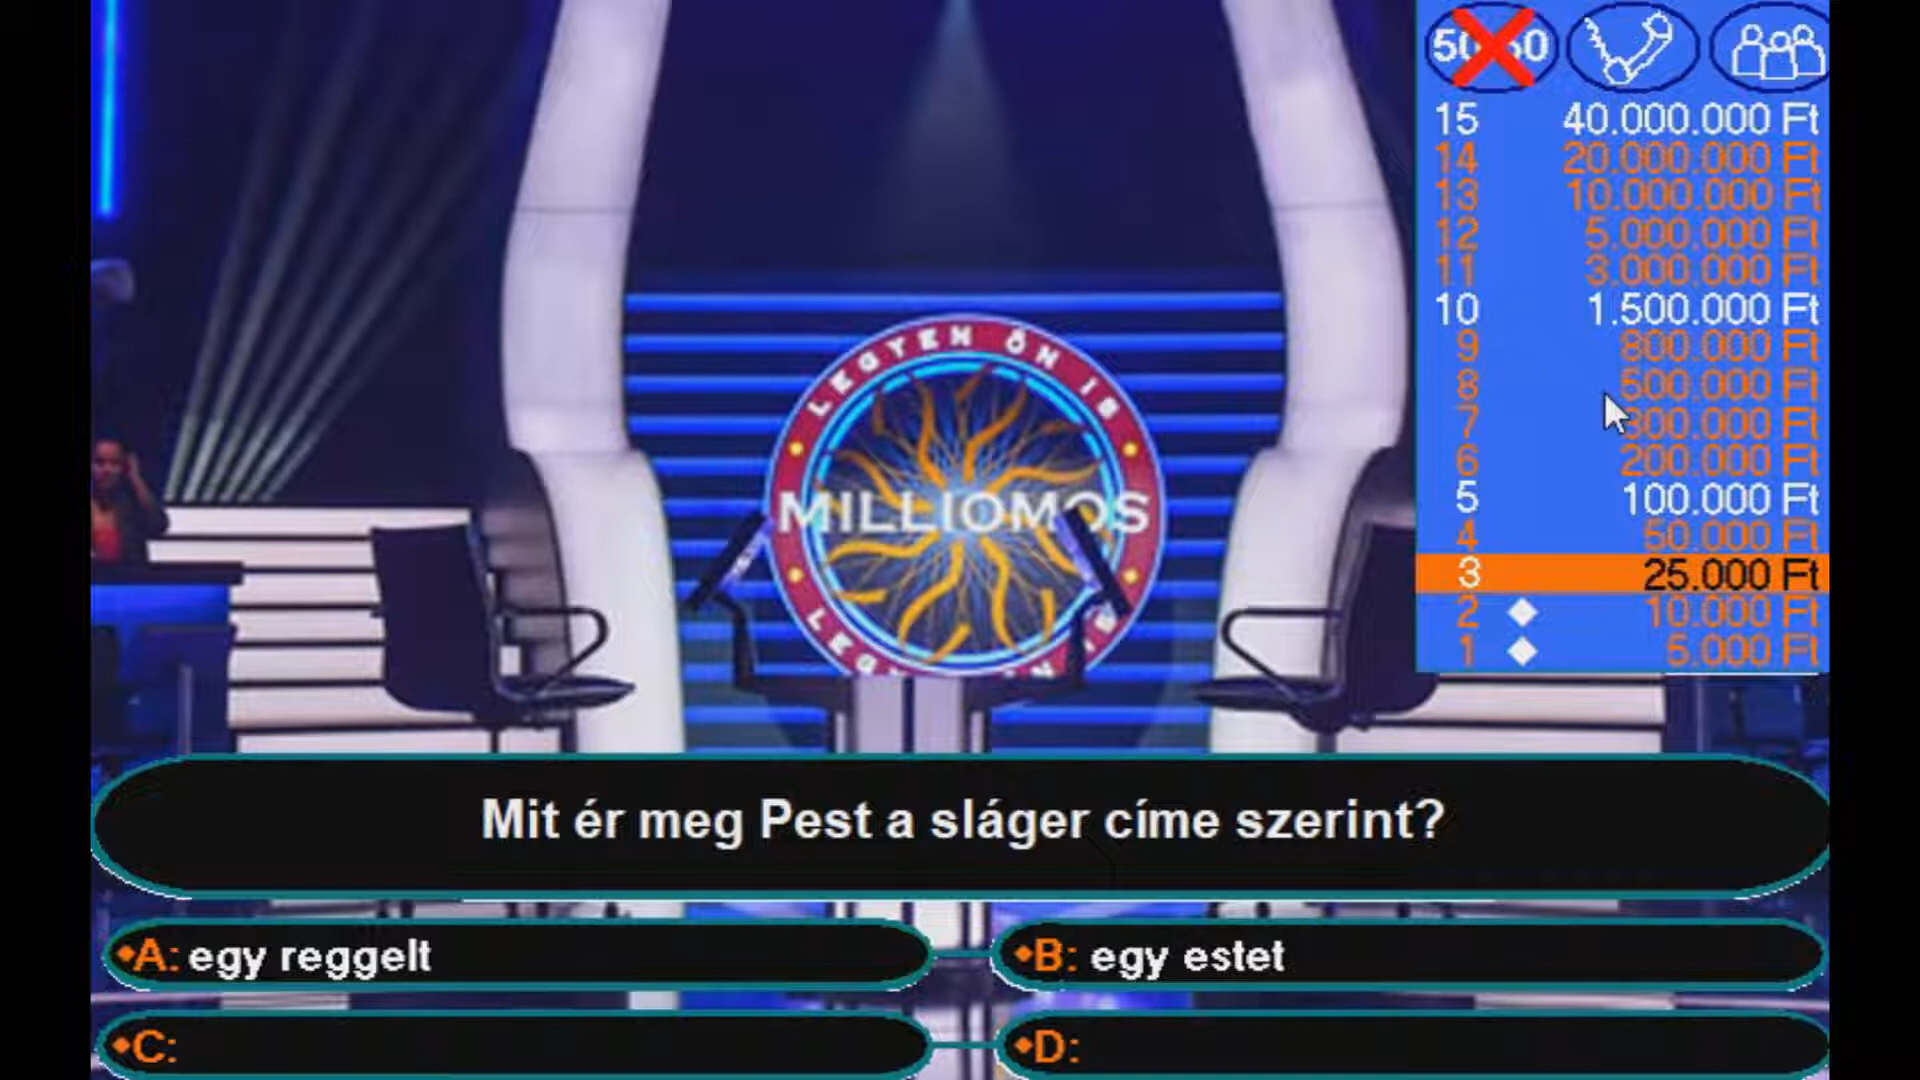 15 40.000.000 Ft
14 20.000.000 Ft
13 10.000.000 Ft
12 5.000.000 Ft
11 3.000.000 Ft
10 1.500.000 Ft
9 800.000 Ft
8 500.000 Ft
7 300.000 Ft
6 200.000 Ft
5 100.000 Ft
4 50.000 Ft
3 25.000 Ft
2 10.000 Ft
1 5.000 Ft
LEGYEN ÖN IS
MILLIOMOS
Mit ér meg Pest a sláger címe szerint?
A: egy reggelt
B: egy estet
C:
D: